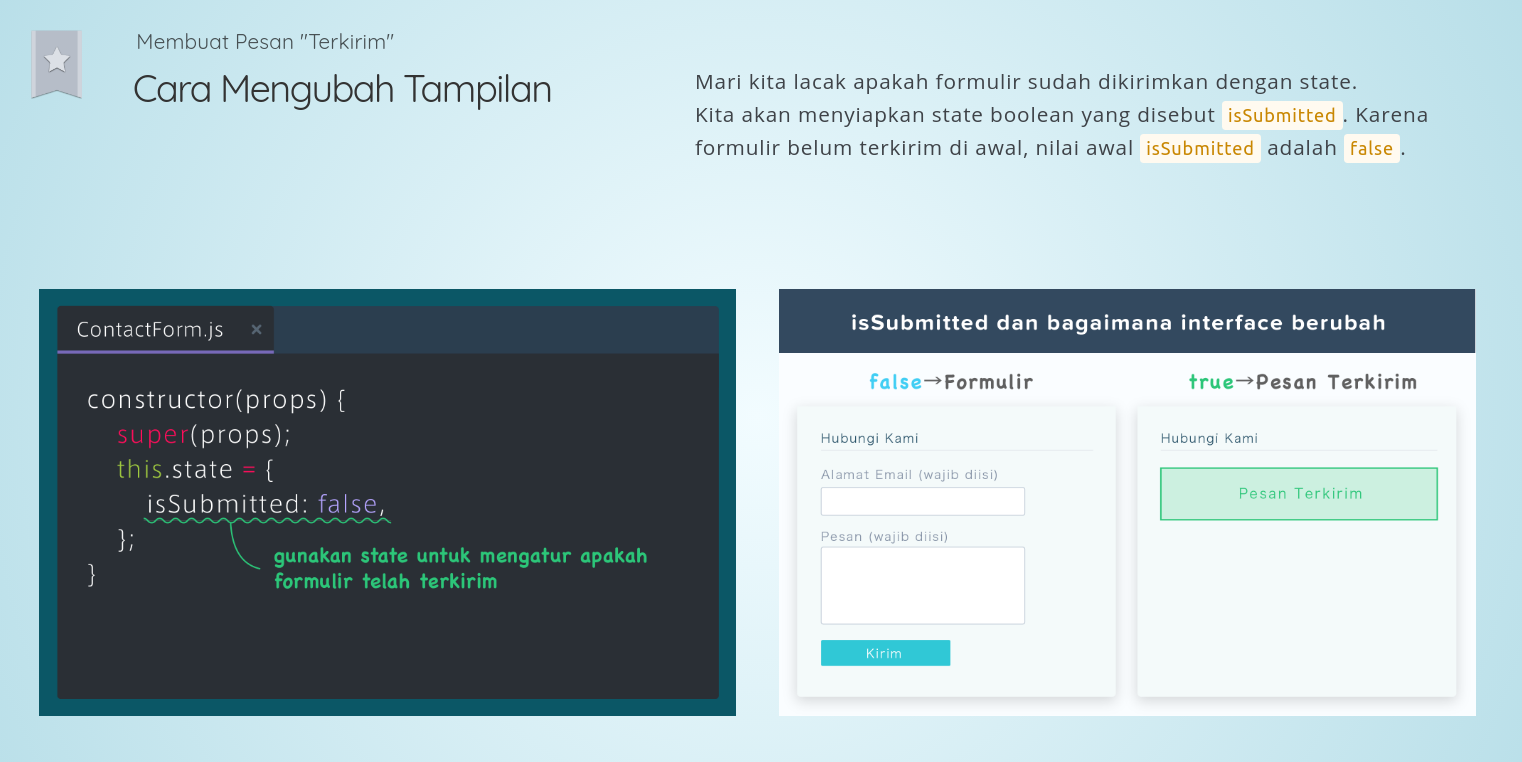 Membuat Pesan "Terkirim"
Cara Mengubah Tampilan
Mari kita lacak apakah formulir sudah dikirimkan dengan state.
Kita akan menyiapkan state boolean yang disebut isSubmitted. Karena
formulir belum terkirim di awal, nilai awal isSubmitted adalah false.
ContactForm.js ×
constructor(props) {
super(props);
this.state = {
isSubmitted: false,
};
}
gunakan state untuk mengatur apakah
formulir telah terkirim
isSubmitted dan bagaimana interface berubah
false→Formulir
Hubungi Kami
Alamat Email (wajib diisi)
Pesan (wajib diisi)
Kirim
true→Pesan Terkirim
Hubungi Kami
Pesan Terkirim